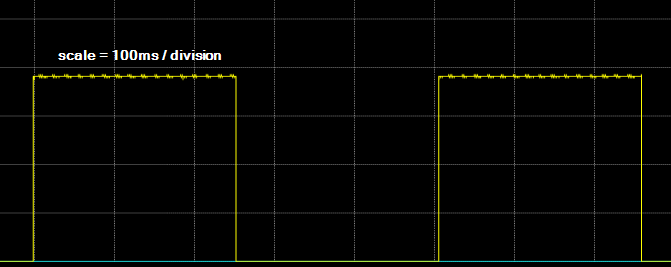 scale = 100ms / division